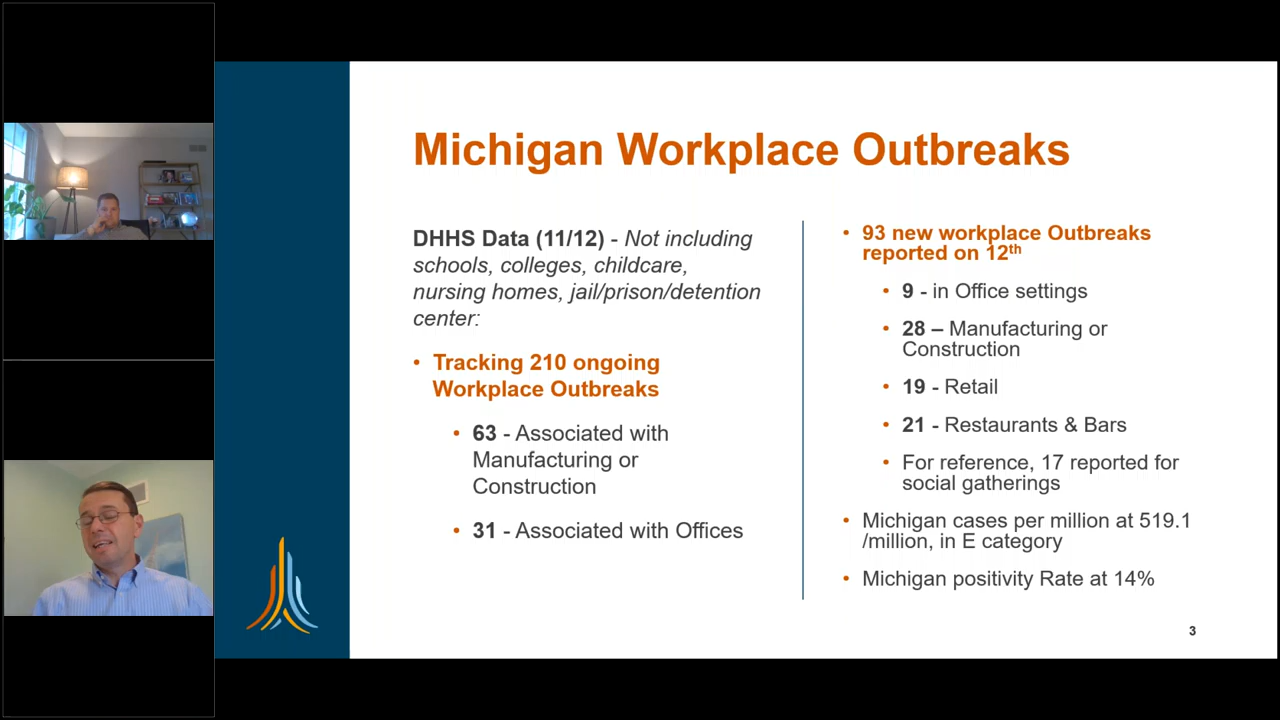 Michigan Workplace Outbreaks
DHHS Data (11/12) - Not including
schools, colleges, childcare,
nursing homes, jail/prison/detention
center:
• Tracking 210 ongoing
Workplace Outbreaks
• 63 - Associated with
Manufacturing or
Construction
• 31 - Associated with Offices
• 93 new workplace Outbreaks
reported on 12th
• 9 - in Office settings
• 28 – Manufacturing or
Construction
• 19 - Retail
• 21 - Restaurants & Bars
• For reference, 17 reported for
social gatherings
• Michigan cases per million at 519.1
/million, in E category
• Michigan positivity Rate at 14%
3